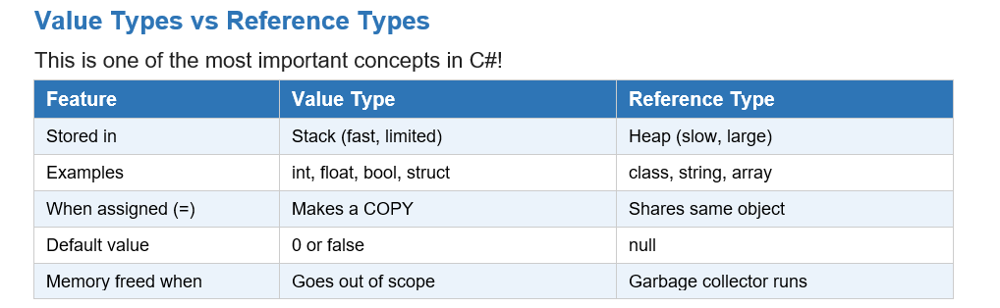 Value Types vs Reference Types
This is one of the most important concepts in C#!
Feature Value Type Reference Type
Stored in Stack (fast, limited) Heap (slow, large)
Examples int, float, bool, struct class, string, array
When assigned (=) Makes a COPY Shares same object
Default value 0 or false null
Memory freed when Goes out of scope Garbage collector runs